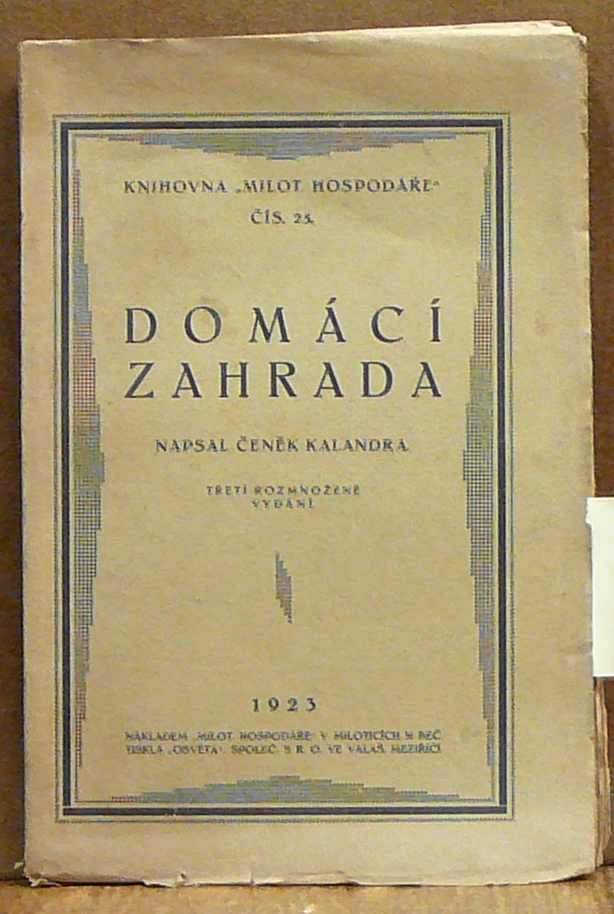 KNIHOVNA „MILOT. HOSPODÁŘE“
ČÍS. 25.
DOMÁCÍ
ZAHRADA
NAPSAL ČENĚK KALANDRA.
TŘETÍ ROZMNOŽENÉ
VYDÁNÍ.
1923
NÁKLADEM „MILOT. HOSPODÁŘE“ V MILOTICÍCH N. BEČ.
TISKLA „OSVĚTA“, SPOLEČ. S R. O. VE VALAŠ. MEZIŘÍČÍ.